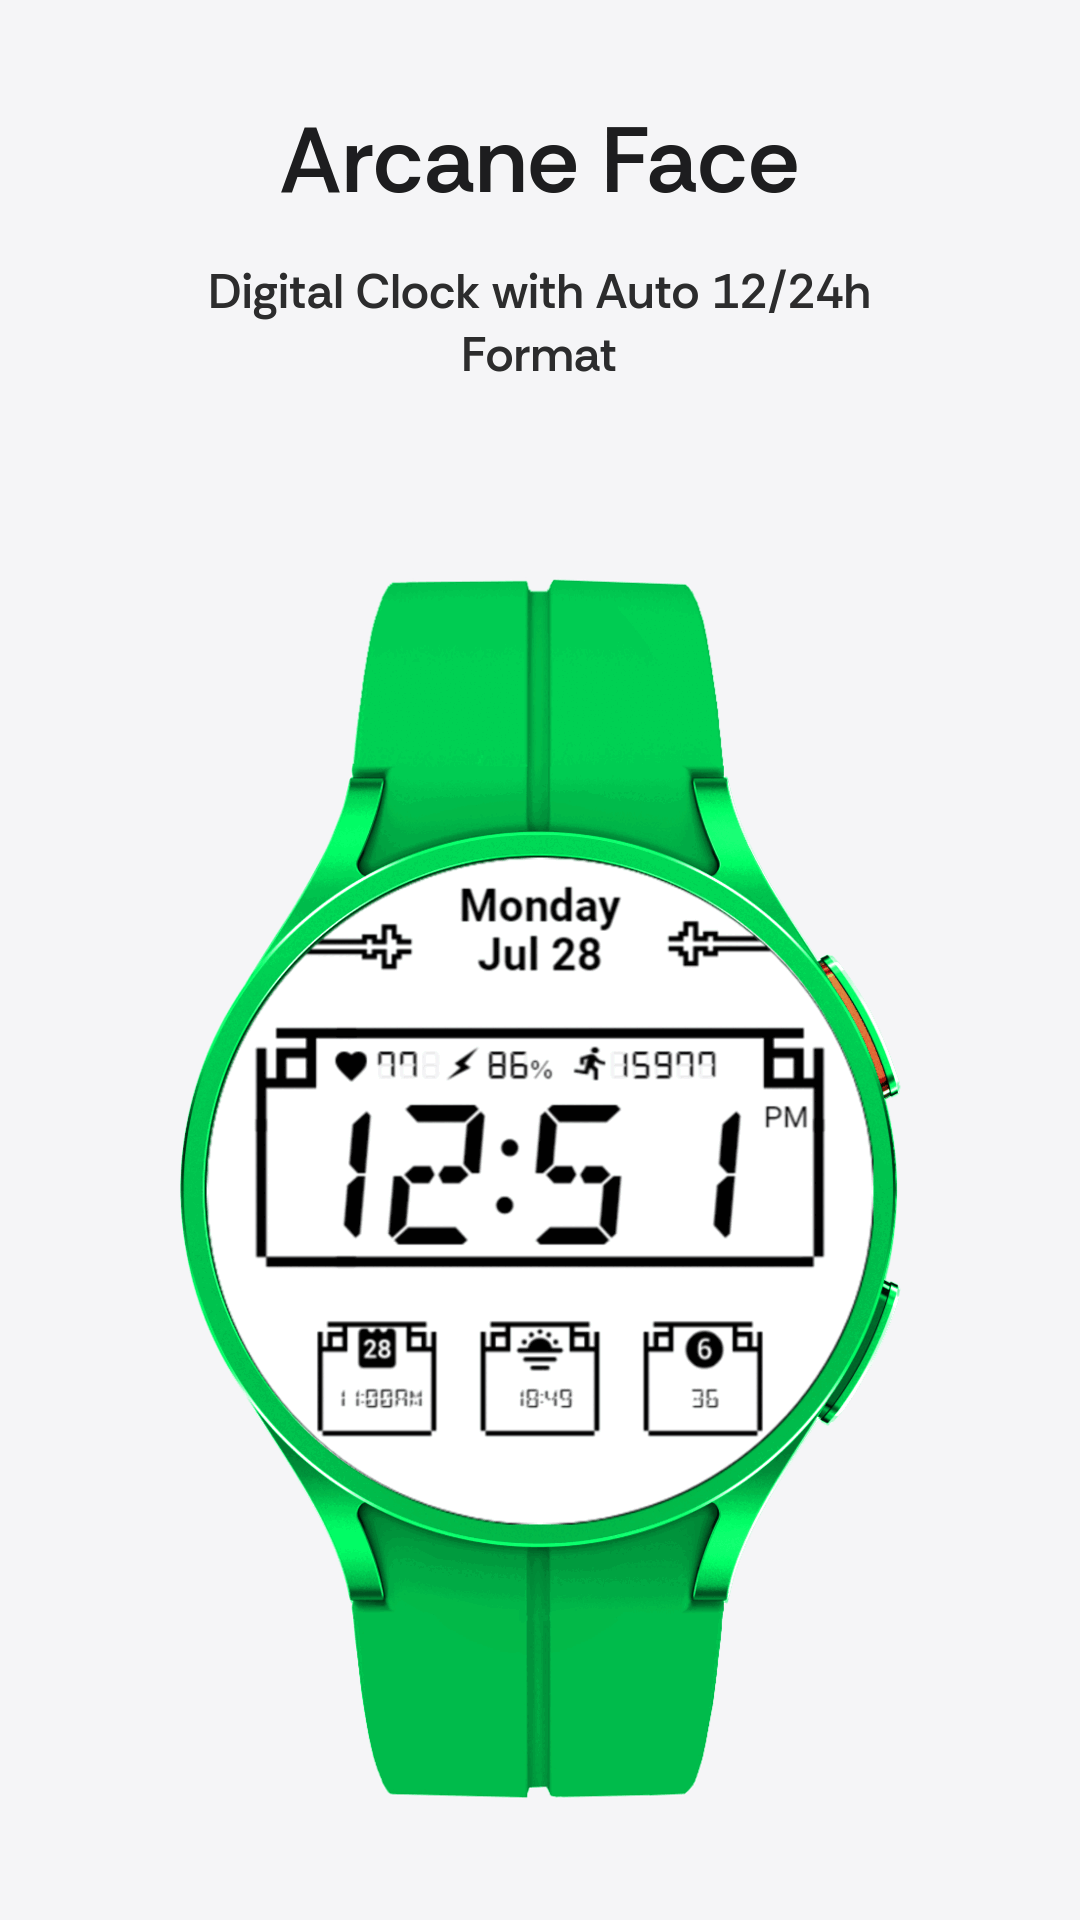 Arcane Face
Digital Clock with Auto 12/24h
Format
Monday
Jul 28
77 86% 15977
12:51 PM
28 6
11:00AM 18:49 36